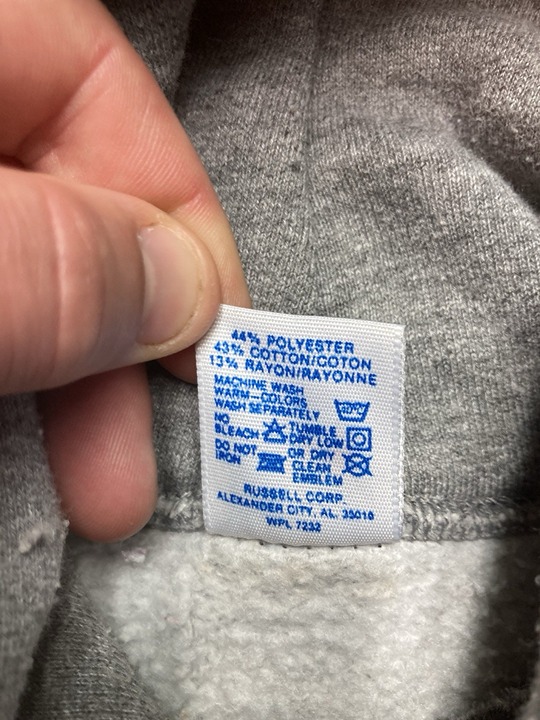 44% POLYESTER
43% COTTON/COTON
13% RAYON/RAYONNE
MACHINE WASH
WARM—COLORS
WASH SEPARATELY
NO BLEACH
TUMBLE DRY LOW
DO NOT IRON
OR DRY CLEAN EMBLEM
RUSSELL CORP.
ALEXANDER CITY, AL. 35010
WPL 7232